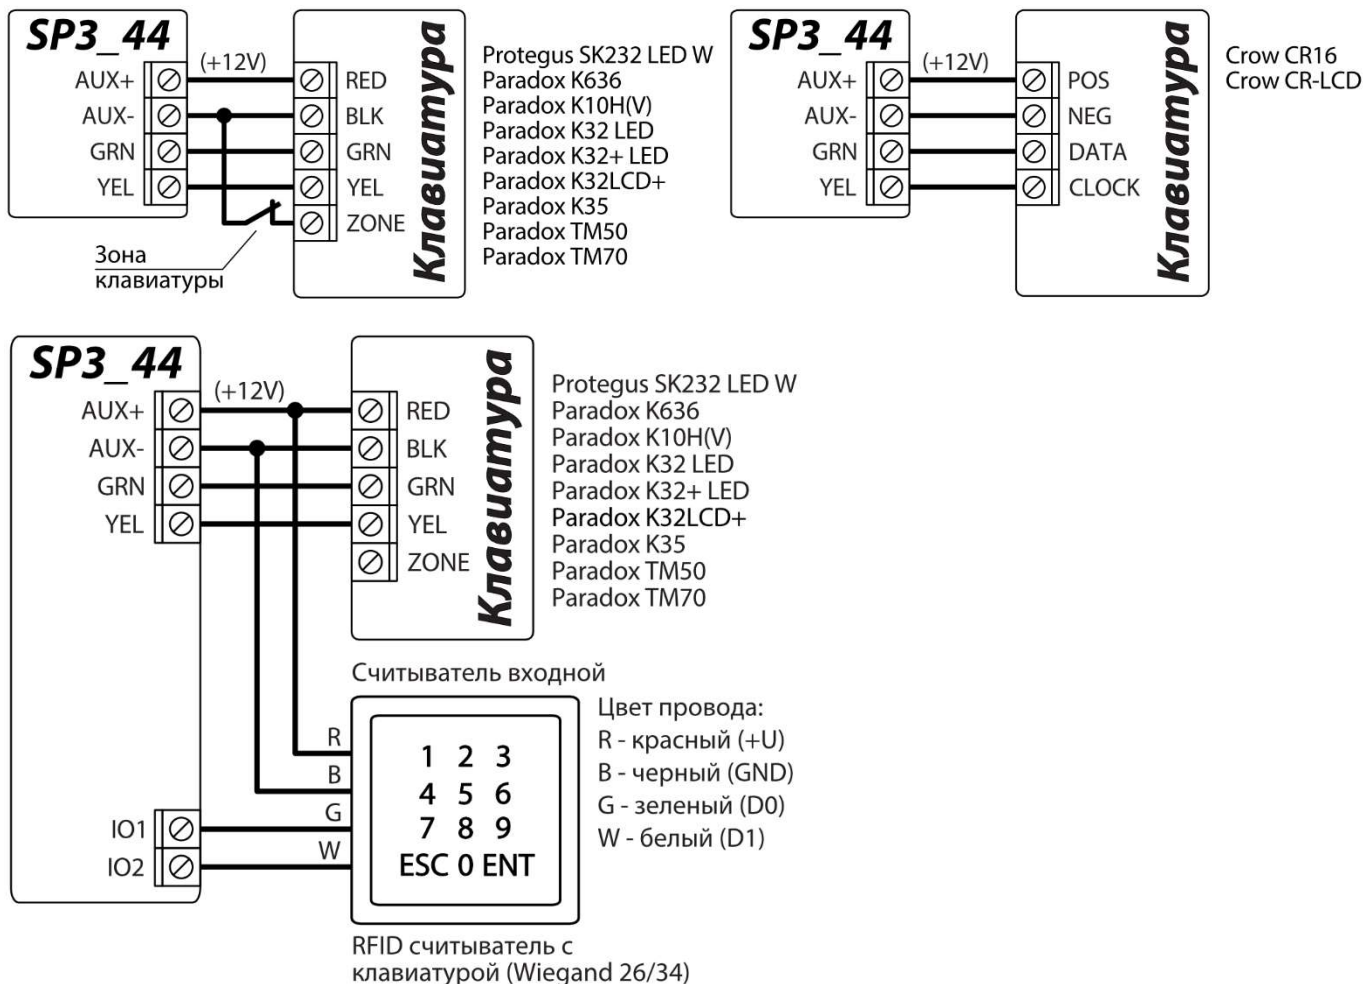 SP3_44
AUX+
AUX-
GRN
YEL
(+12V)
RED
BLK
GRN
YEL
ZONE
Клавиатура
Зона
клавиатуры
Protegus SK232 LED W
Paradox K636
Paradox K10H(V)
Paradox K32 LED
Paradox K32+ LED
Paradox K32LCD+
Paradox K35
Paradox TM50
Paradox TM70
SP3_44
AUX+
AUX-
GRN
YEL
(+12V)
POS
NEG
DATA
CLOCK
Клавиатура
Crow CR16
Crow CR-LCD
SP3_44
AUX+
AUX-
GRN
YEL
(+12V)
RED
BLK
GRN
YEL
ZONE
Клавиатура
Protegus SK232 LED W
Paradox K636
Paradox K10H(V)
Paradox K32 LED
Paradox K32+ LED
Paradox K32LCD+
Paradox K35
Paradox TM50
Paradox TM70
IO1
IO2
Считыватель входной
R
B
G
W
1 2 3
4 5 6
7 8 9
ESC 0 ENT
Цвет провода:
R - красный (+U)
B - черный (GND)
G - зеленый (D0)
W - белый (D1)
RFID считыватель с
клавиатурой (Wiegand 26/34)